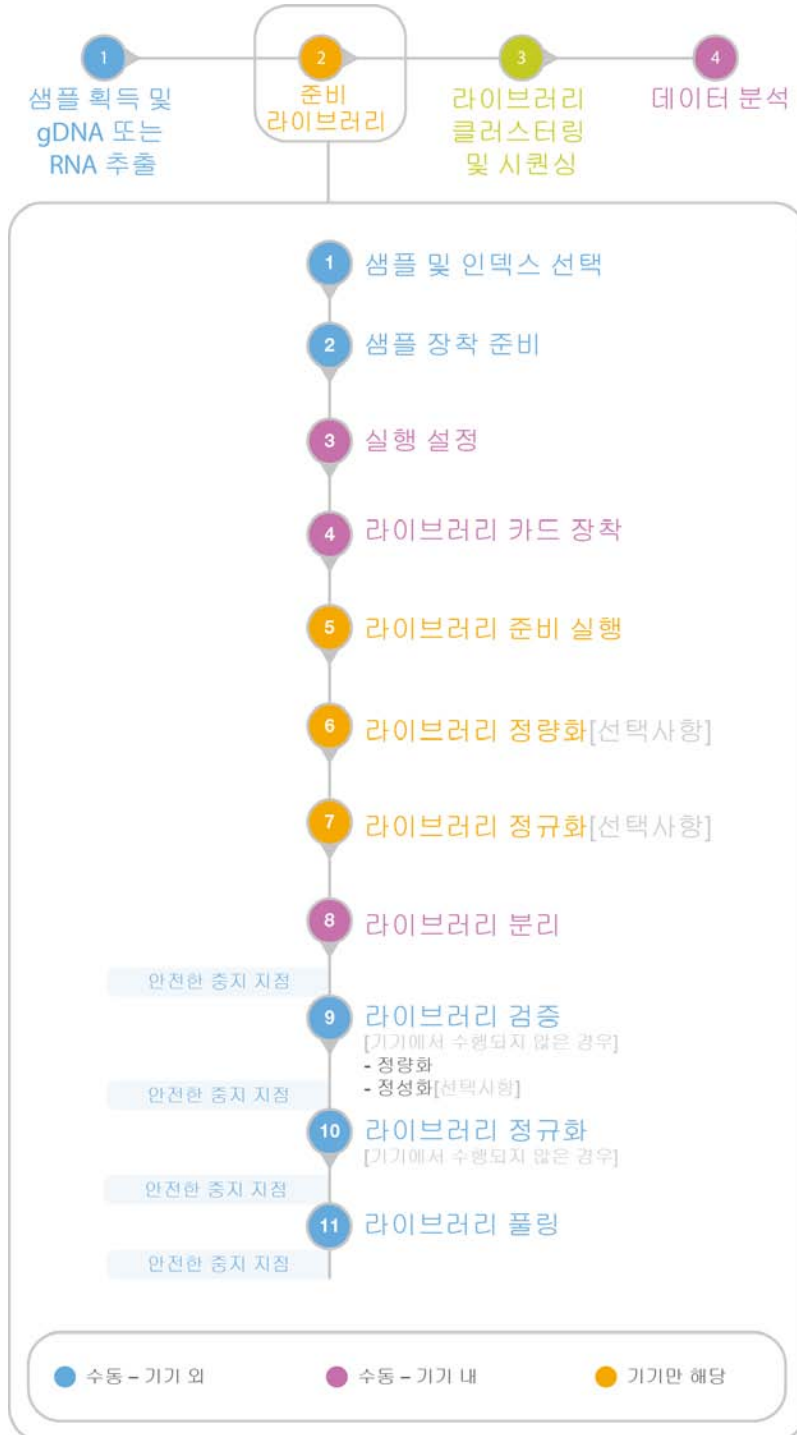 1
샘플 획득 및
gDNA 또는
RNA 추출
2
준비
라이브러리
3
라이브러리
클러스터링
및 시퀀싱
4
데이터 분석
1 샘플 및 인덱스 선택
2 샘플 장착 준비
3 실행 설정
4 라이브러리 카드 장착
5 라이브러리 준비 실행
6 라이브러리 정량화[선택사항]
7 라이브러리 정규화[선택사항]
8 라이브러리 분리
안전한 중지 지점
9 라이브러리 검증
[기기에서 수행되지 않은 경우]
- 정량화
- 정성화[선택사항]
안전한 중지 지점
10 라이브러리 정규화
[기기에서 수행되지 않은 경우]
안전한 중지 지점
11 라이브러리 풀링
안전한 중지 지점
수동 – 기기 외
수동 – 기기 내
기기만 해당